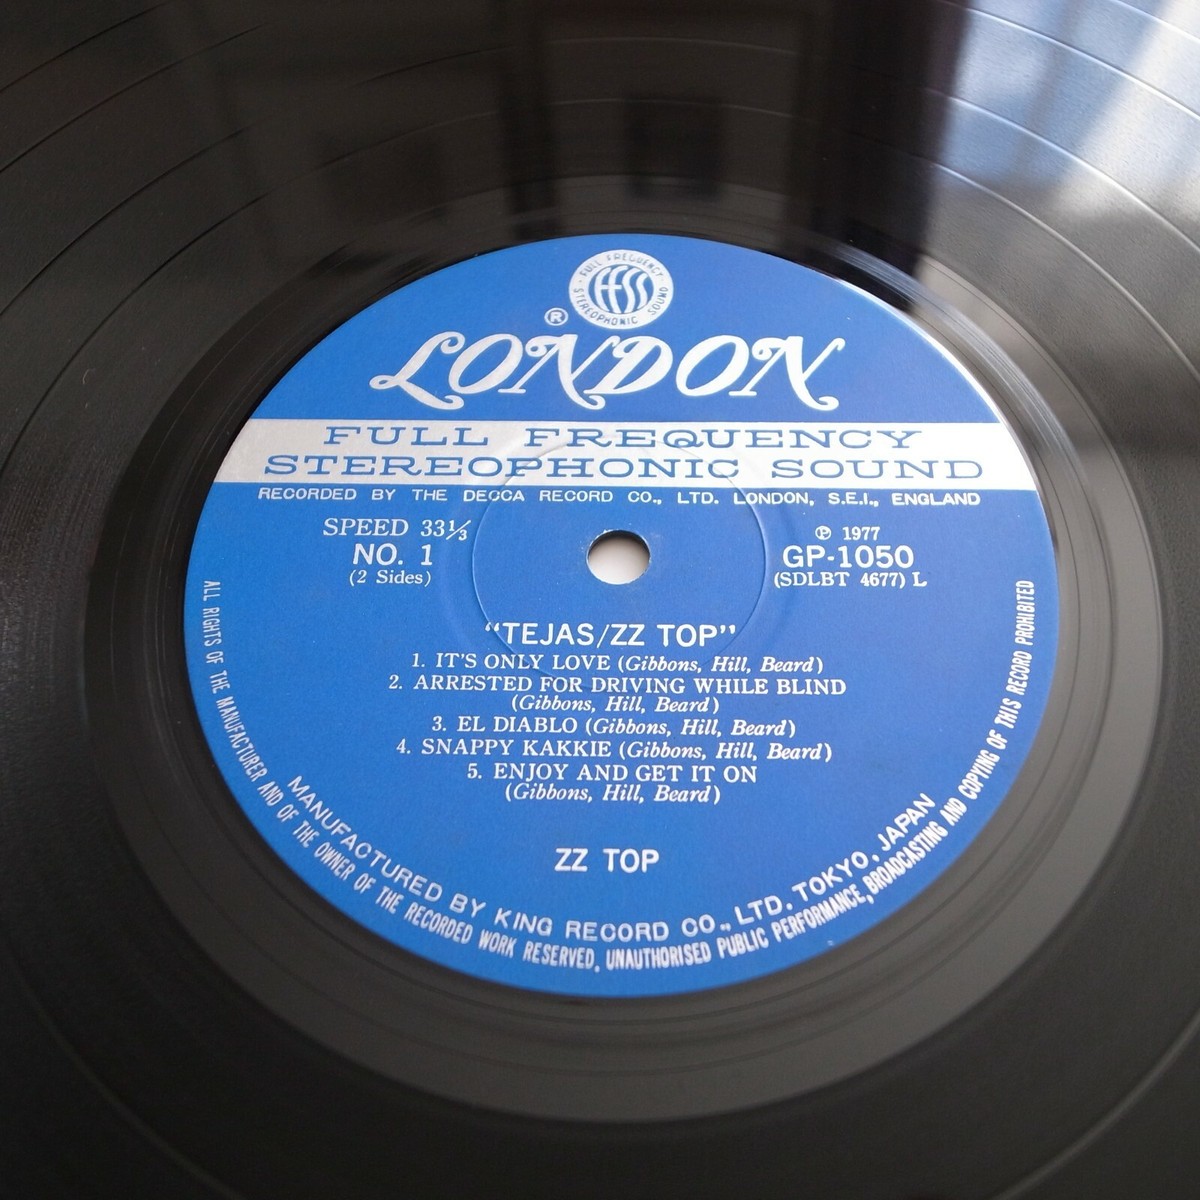 FULL FREQUENCY
STEREOPHONIC SOUND
FFSS
®
LONDON
FULL FREQUENCY
STEREOPHONIC SOUND
RECORDED BY THE DECCA RECORD CO., LTD. LONDON, S.E.I., ENGLAND
SPEED 33⅓
NO. 1
(2 Sides)
℗ 1977
GP-1050
(SDLBT 4677) L
"TEJAS/ZZ TOP"
1. IT'S ONLY LOVE (Gibbons, Hill, Beard)
2. ARRESTED FOR DRIVING WHILE BLIND
(Gibbons, Hill, Beard)
3. EL DIABLO (Gibbons, Hill, Beard)
4. SNAPPY KAKKIE (Gibbons, Hill, Beard)
5. ENJOY AND GET IT ON
(Gibbons, Hill, Beard)
ZZ TOP
MANUFACTURED BY KING RECORD CO., LTD. TOKYO, JAPAN
ALL RIGHTS OF THE MANUFACTURER AND OF THE OWNER OF THE RECORDED WORK RESERVED, UNAUTHORISED PUBLIC PERFORMANCE, BROADCASTING AND COPYING OF THIS RECORD PROHIBITED